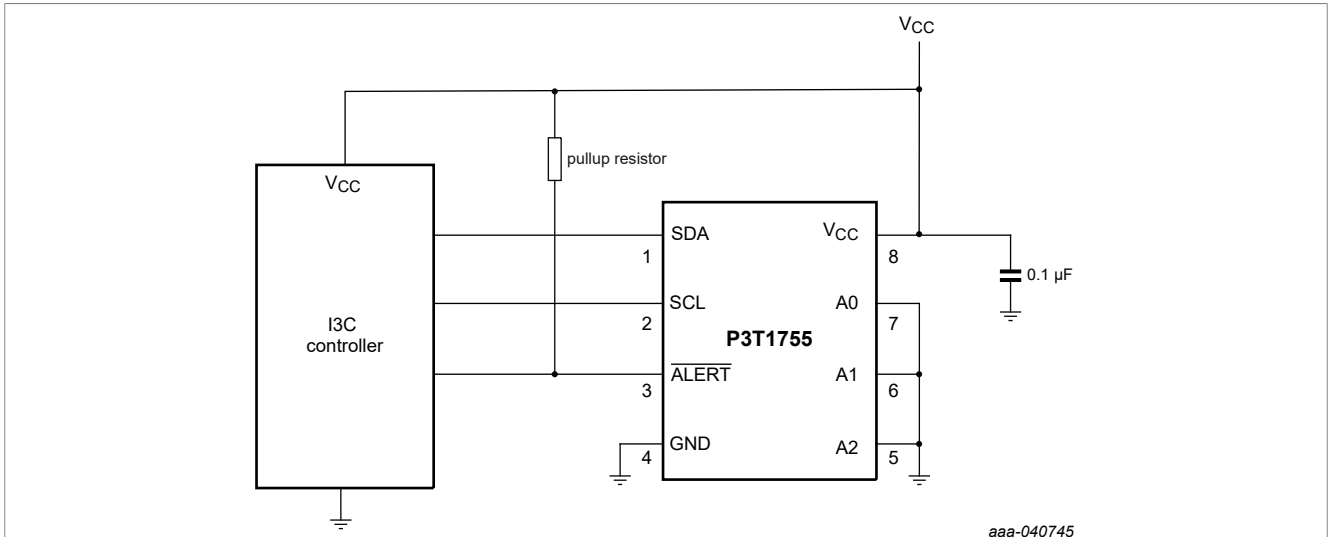 VCC
pullup resistor
VCC
I3C
controller
SDA
1
SCL
2
ALERT
3
GND
4
P3T1755
VCC
8
A0
7
A1
6
A2
5
0.1 µF
aaa-040745